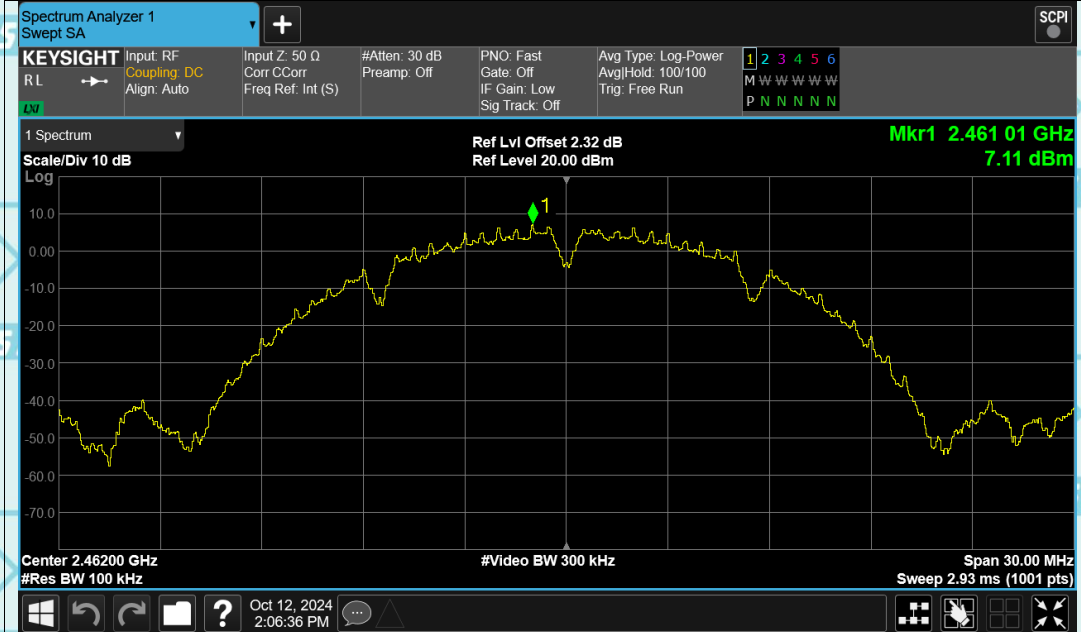 Spectrum Analyzer 1
Swept SA
+
SCPI
KEYSIGHT
R L
LXI
Input: RF
Coupling: DC
Align: Auto
Input Z: 50 Ω
Corr CCorr
Freq Ref: Int (S)
#Atten: 30 dB
Preamp: Off
PNO: Fast
Gate: Off
IF Gain: Low
Sig Track: Off
Avg Type: Log-Power
Avg|Hold: 100/100
Trig: Free Run
1 2 3 4 5 6
M W W W W W
P N N N N N
1 Spectrum
Scale/Div 10 dB
Log
Ref Lvl Offset 2.32 dB
Ref Level 20.00 dBm
Mkr1 2.461 01 GHz
7.11 dBm
1
10.0
0.00
-10.0
-20.0
-30.0
-40.0
-50.0
-60.0
-70.0
Center 2.46200 GHz
#Res BW 100 kHz
#Video BW 300 kHz
Span 30.00 MHz
Sweep 2.93 ms (1001 pts)
?
Oct 12, 2024
2:06:36 PM